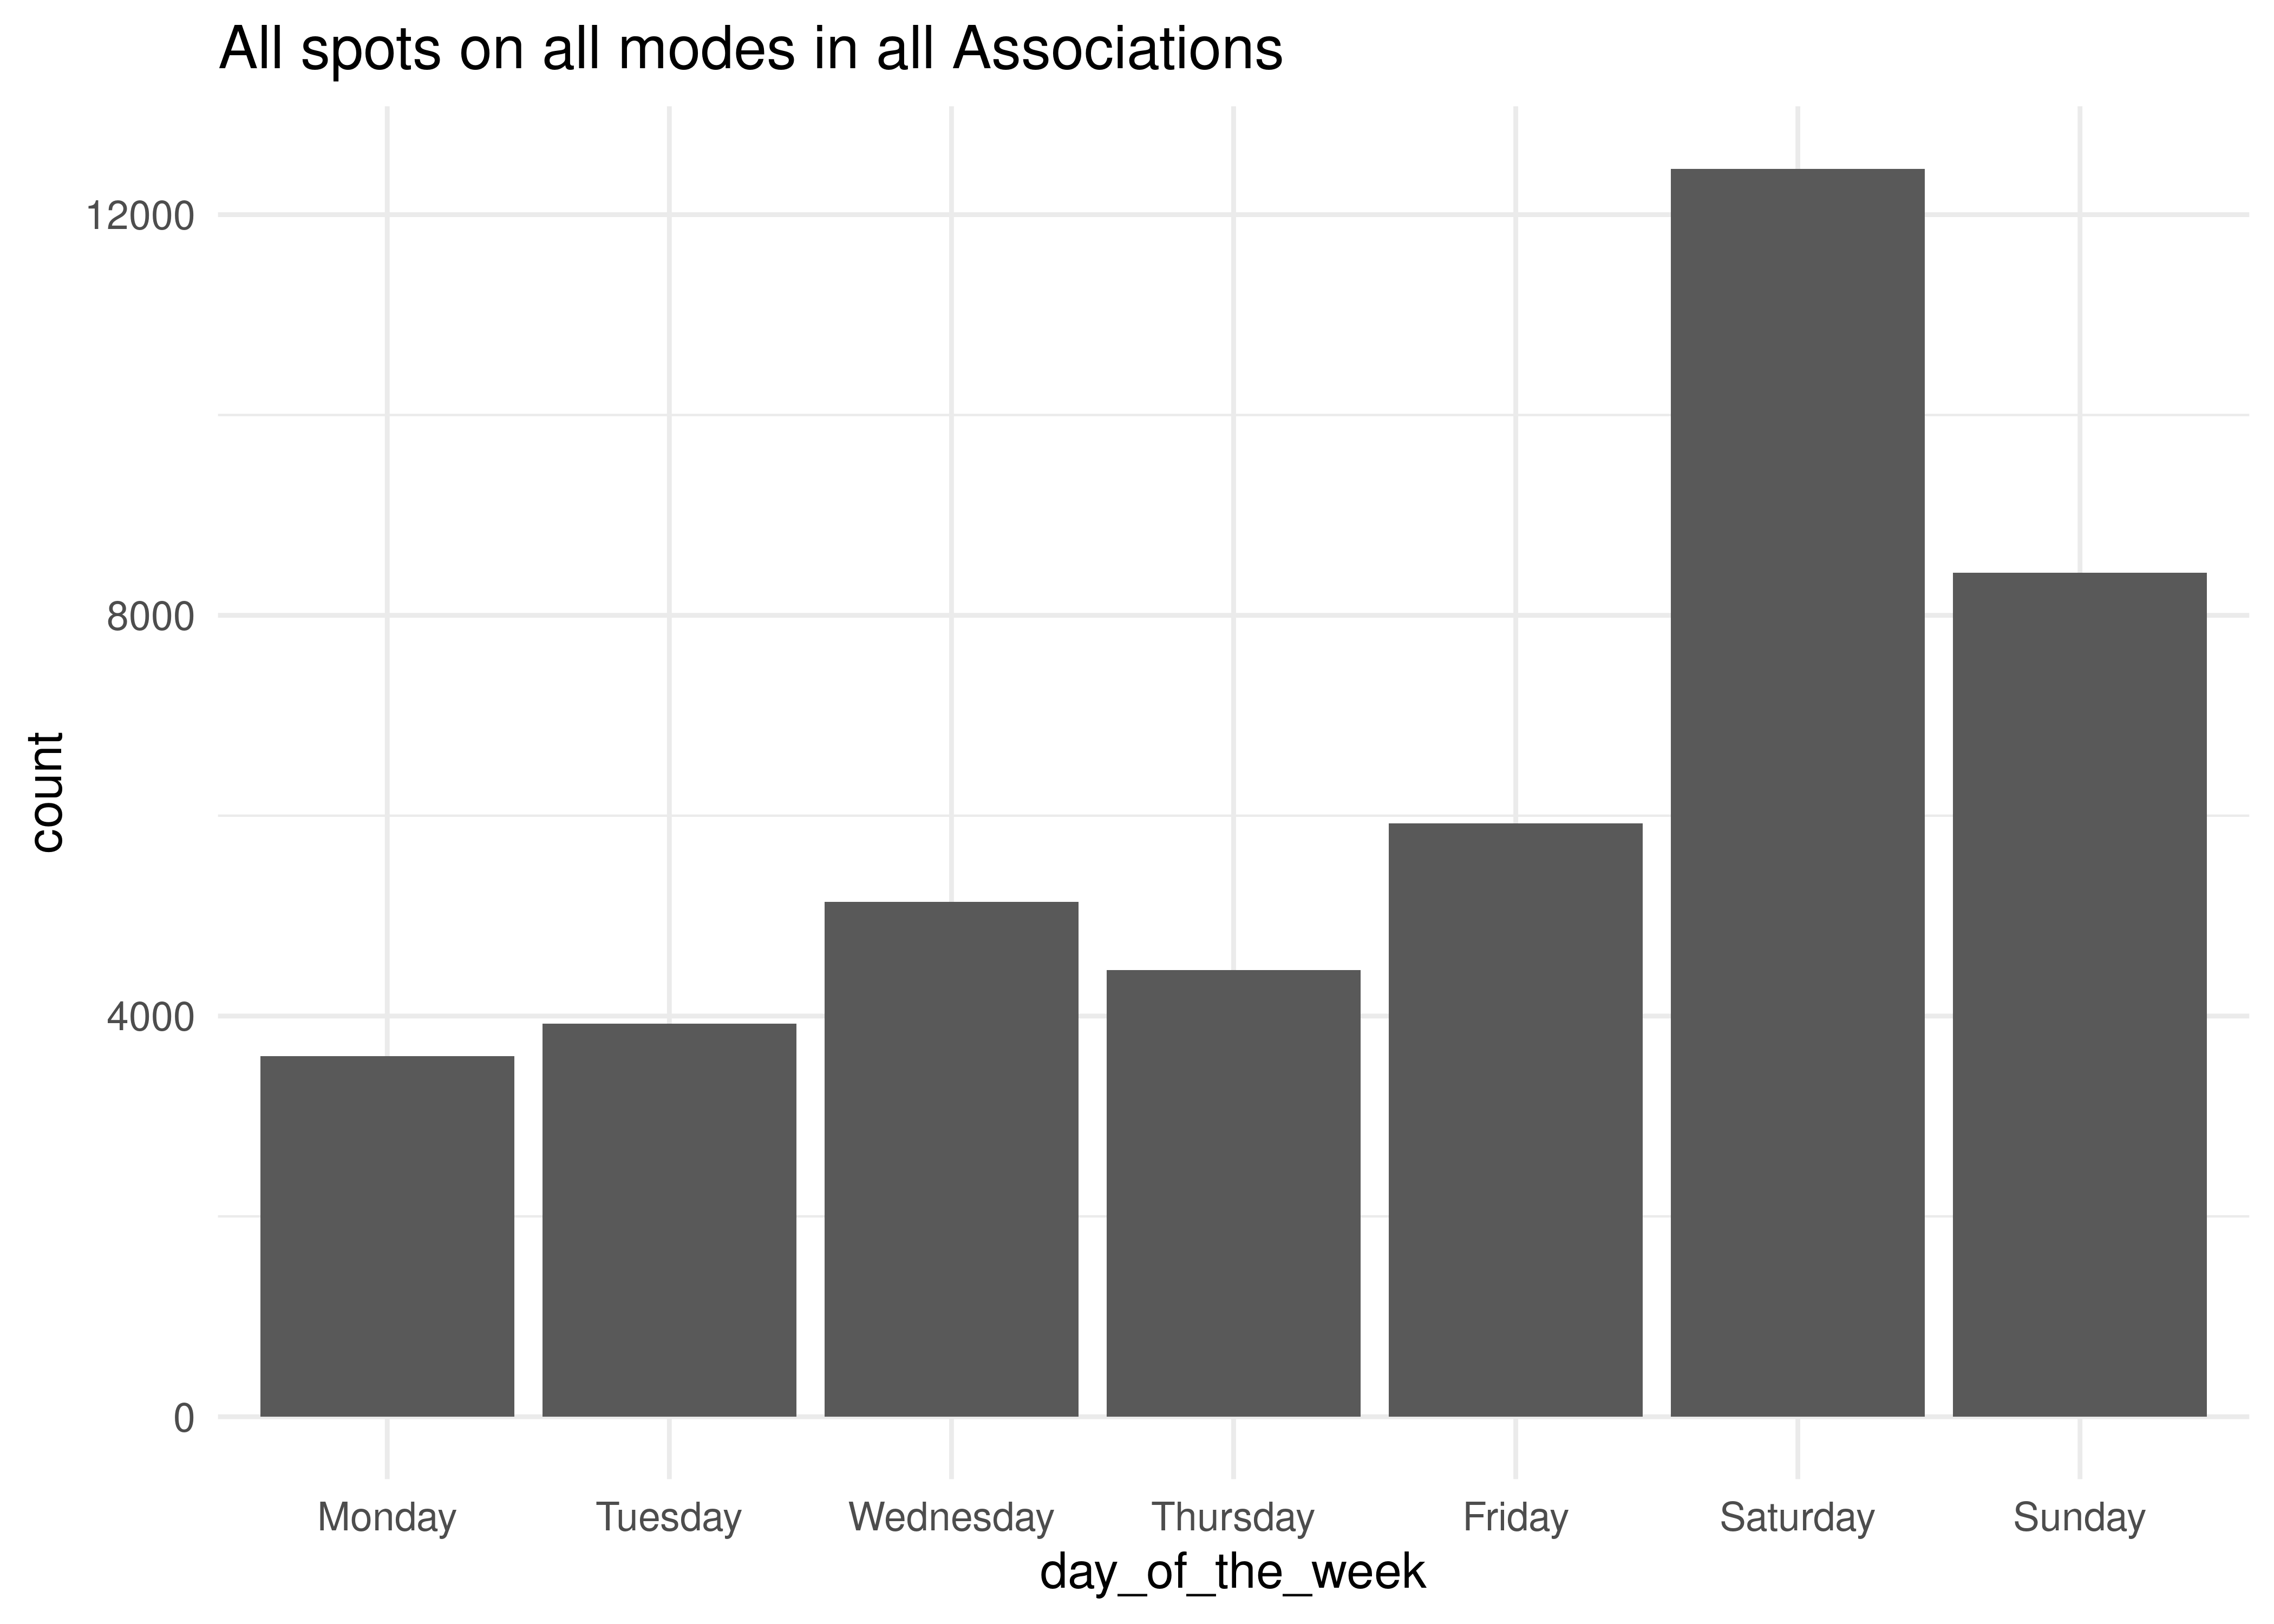 All spots on all modes in all Associations
count
12000
8000
4000
0
Monday Tuesday Wednesday Thursday Friday Saturday Sunday
day_of_the_week